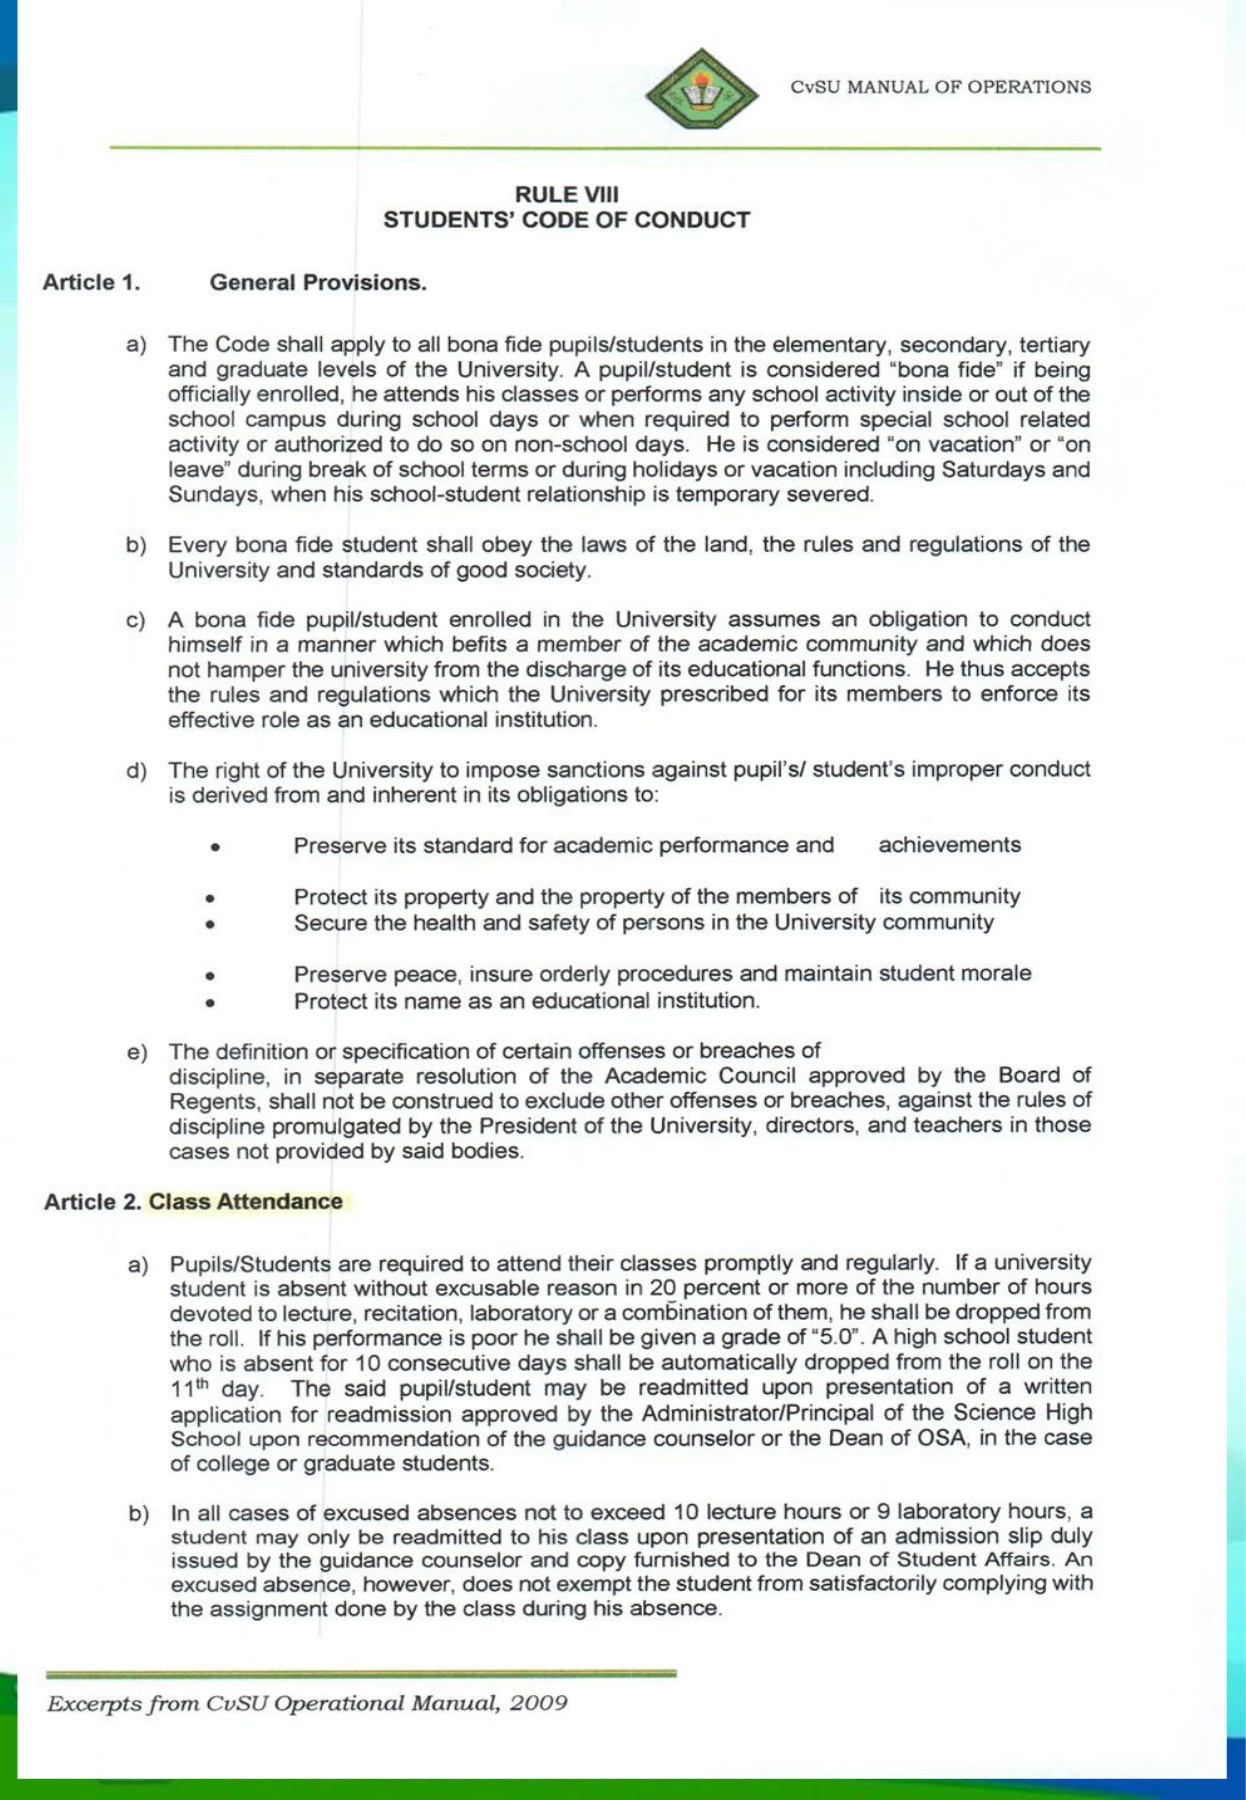 CvSU MANUAL OF OPERATIONS
RULE VIII
STUDENTS' CODE OF CONDUCT
Article 1. General Provisions.
a) The Code shall apply to all bona fide pupils/students in the elementary, secondary, tertiary
and graduate levels of the University. A pupil/student is considered “bona fide” if being
officially enrolled, he attends his classes or performs any school activity inside or out of the
school campus during school days or when required to perform special school related
activity or authorized to do so on non-school days. He is considered “on vacation” or “on
leave” during break of school terms or during holidays or vacation including Saturdays and
Sundays, when his school-student relationship is temporary severed.
b) Every bona fide student shall obey the laws of the land, the rules and regulations of the
University and standards of good society.
c) A bona fide pupil/student enrolled in the University assumes an obligation to conduct
himself in a manner which befits a member of the academic community and which does
not hamper the university from the discharge of its educational functions. He thus accepts
the rules and regulations which the University prescribed for its members to enforce its
effective role as an educational institution.
d) The right of the University to impose sanctions against pupil's/ student's improper conduct
is derived from and inherent in its obligations to:
• Preserve its standard for academic performance and achievements
• Protect its property and the property of the members of its community
• Secure the health and safety of persons in the University community
• Preserve peace, insure orderly procedures and maintain student morale
• Protect its name as an educational institution.
e) The definition or specification of certain offenses or breaches of
discipline, in separate resolution of the Academic Council approved by the Board of
Regents, shall not be construed to exclude other offenses or breaches, against the rules of
discipline promulgated by the President of the University, directors, and teachers in those
cases not provided by said bodies.
Article 2. Class Attendance
a) Pupils/Students are required to attend their classes promptly and regularly. If a university
student is absent without excusable reason in 20 percent or more of the number of hours
devoted to lecture, recitation, laboratory or a combination of them, he shall be dropped from
the roll. If his performance is poor he shall be given a grade of “5.0”. A high school student
who is absent for 10 consecutive days shall be automatically dropped from the roll on the
11th day. The said pupil/student may be readmitted upon presentation of a written
application for readmission approved by the Administrator/Principal of the Science High
School upon recommendation of the guidance counselor or the Dean of OSA, in the case
of college or graduate students.
b) In all cases of excused absences not to exceed 10 lecture hours or 9 laboratory hours, a
student may only be readmitted to his class upon presentation of an admission slip duly
issued by the guidance counselor and copy furnished to the Dean of Student Affairs. An
excused absence, however, does not exempt the student from satisfactorily complying with
the assignment done by the class during his absence.
Excerpts from CvSU Operational Manual, 2009